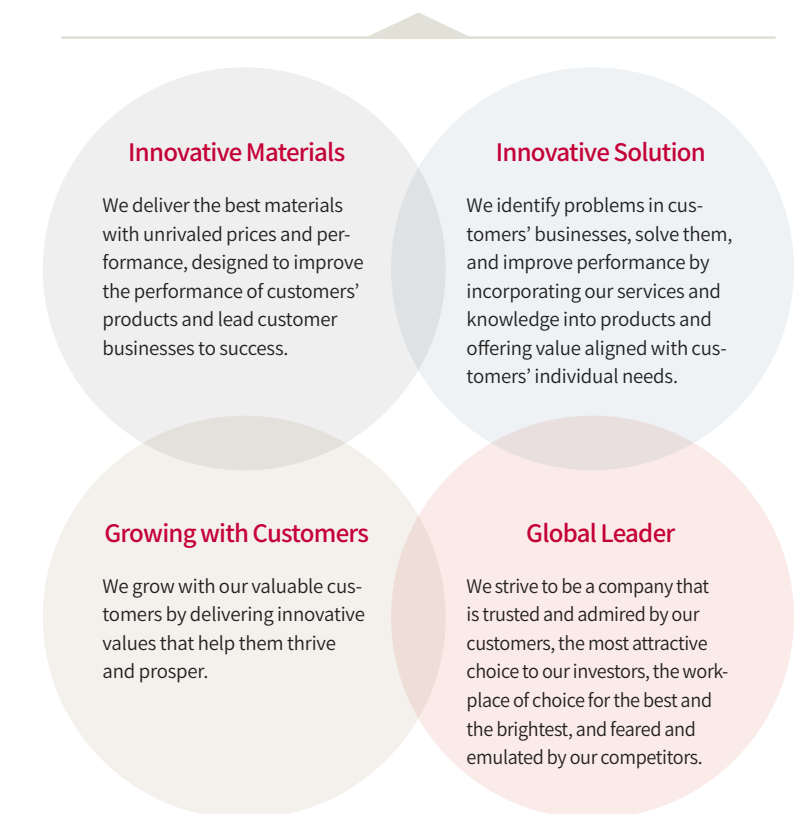 Innovative Materials
We deliver the best materials
with unrivaled prices and per-
formance, designed to improve
the performance of customers’
products and lead customer
businesses to success.
Innovative Solution
We identify problems in cus-
tomers’ businesses, solve them,
and improve performance by
incorporating our services and
knowledge into products and
offering value aligned with cus-
tomers’ individual needs.
Growing with Customers
We grow with our valuable cus-
tomers by delivering innovative
values that help them thrive
and prosper.
Global Leader
We strive to be a company that
is trusted and admired by our
customers, the most attractive
choice to our investors, the work-
place of choice for the best and
the brightest, and feared and
emulated by our competitors.